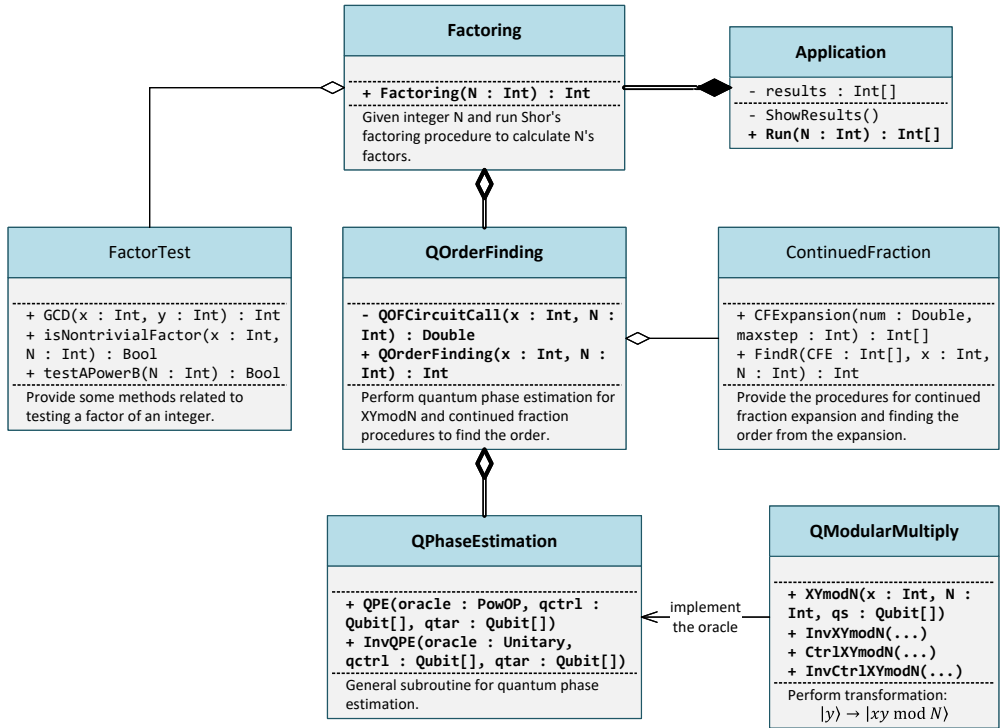 Factoring
+ Factoring(N : Int) : Int
Given integer N and run Shor's
factoring procedure to calculate N's
factors.
Application
- results : Int[]
- ShowResults()
+ Run(N : Int) : Int[]
FactorTest
+ GCD(x : Int, y : Int) : Int
+ isNontrivialFactor(x : Int,
N : Int) : Bool
+ testAPowerB(N : Int) : Bool
Provide some methods related to
testing a factor of an integer.
QOrderFinding
- QOFCircuitCall(x : Int, N :
Int) : Double
+ QOrderFinding(x : Int, N :
Int) : Int
Perform quantum phase estimation for
XYmodN and continued fraction
procedures to find the order.
ContinuedFraction
+ CFExpansion(num : Double,
maxstep : Int) : Int[]
+ FindR(CFE : Int[], x : Int,
N : Int) : Int
Provide the procedures for continued
fraction expansion and finding the
order from the expansion.
QPhaseEstimation
+ QPE(oracle : PowOP, qctrl :
Qubit[], qtar : Qubit[])
+ InvQPE(oracle : Unitary,
qctrl : Qubit[], qtar : Qubit[])
General subroutine for quantum phase
estimation.
implement
the oracle
QModularMultiply
+ XYmodN(x : Int, N :
Int, qs : Qubit[])
+ InvXYmodN(...)
+ CtrlXYmodN(...)
+ InvCtrlXYmodN(...)
Perform transformation:
|y⟩ → |xy mod N⟩